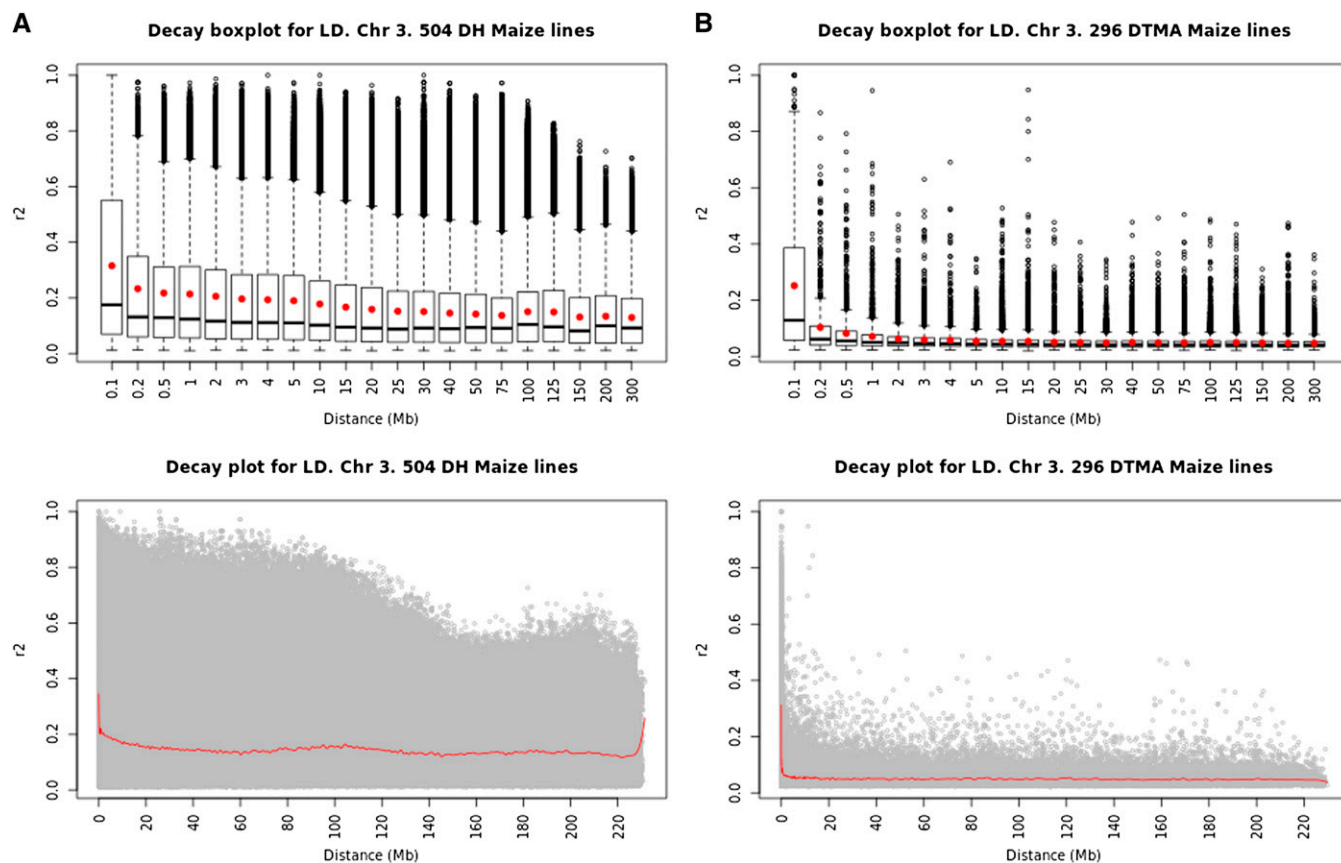 A
Decay boxplot for LD. Chr 3. 504 DH Maize lines
r2
1.0
0.8
0.6
0.4
0.2
0.0
0.1 0.2 0.5 1 2 3 4 5 10 15 20 25 30 40 50 75 100 125 150 200 300
Distance (Mb)
B
Decay boxplot for LD. Chr 3. 296 DTMA Maize lines
r2
1.0
0.8
0.6
0.4
0.2
0.0
0.1 0.2 0.5 1 2 3 4 5 10 15 20 25 30 40 50 75 100 125 150 200 300
Distance (Mb)
Decay plot for LD. Chr 3. 504 DH Maize lines
r2
1.0
0.8
0.6
0.4
0.2
0.0
0 20 40 60 80 100 120 140 160 180 200 220
Distance (Mb)
Decay plot for LD. Chr 3. 296 DTMA Maize lines
r2
1.0
0.8
0.6
0.4
0.2
0.0
0 20 40 60 80 100 120 140 160 180 200 220
Distance (Mb)